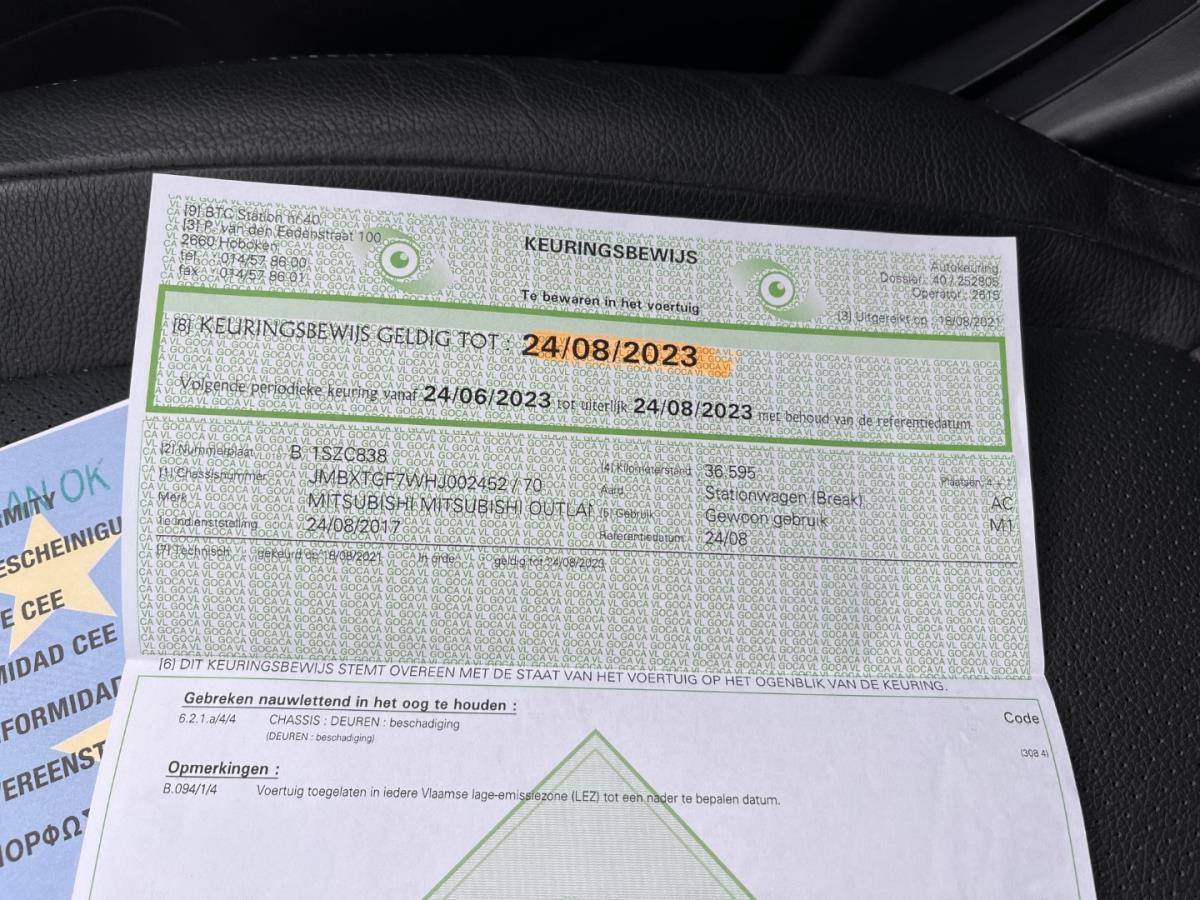 [9] BTC Station nr 40
[3] P. van den Eedenstraat 100
2660 Hoboken
tel : 014/57 86 00
fax : 014/57 86 01
KEURINGSBEWIJS
Te bewaren in het voertuig
Autokeuring
Dossier: 40 / 252805
Operator: 2619
[3] Uitgereikt op : 18/08/2021
[8] KEURINGSBEWIJS GELDIG TOT : 24/08/2023
Volgende periodieke keuring vanaf 24/06/2023 tot uiterlijk 24/08/2023 met behoud van de referentiedatum
[2] Nummerplaat B 1SZC838 [4] Kilometerstand 36.595 Plaatsen:
[1] Chassisnummer JMBXTGF7WHJ002452 / 70 Aard Stationwagen (Break) AC
Merk MITSUBISHI MITSUBISHI OUTLAI [5] Gebruik Gewoon gebruik M1
1e indienststelling 24/08/2017 Referentiedatum 24/08
[7] Technisch gekeurd de 18/08/2021 In orde geldig tot 24/08/2023
[6] DIT KEURINGSBEWIJS STEMT OVEREEN MET DE STAAT VAN HET VOERTUIG OP HET OGENBLIK VAN DE KEURING.
Gebreken nauwlettend in het oog te houden :
Code
6.2.1.a/4/4 CHASSIS : DEUREN : beschadiging
(DEUREN : beschadiging)
(308 4)
Opmerkingen :
B.094/1/4 Voertuig toegelaten in iedere Vlaamse lage-emissiezone (LEZ) tot een nader te bepalen datum.
AN OK
RMITY
ESCHEINIGU
E CEE
MIDAD CEE
FORMIDAD
EREENST
ΟΡΦΩΣ